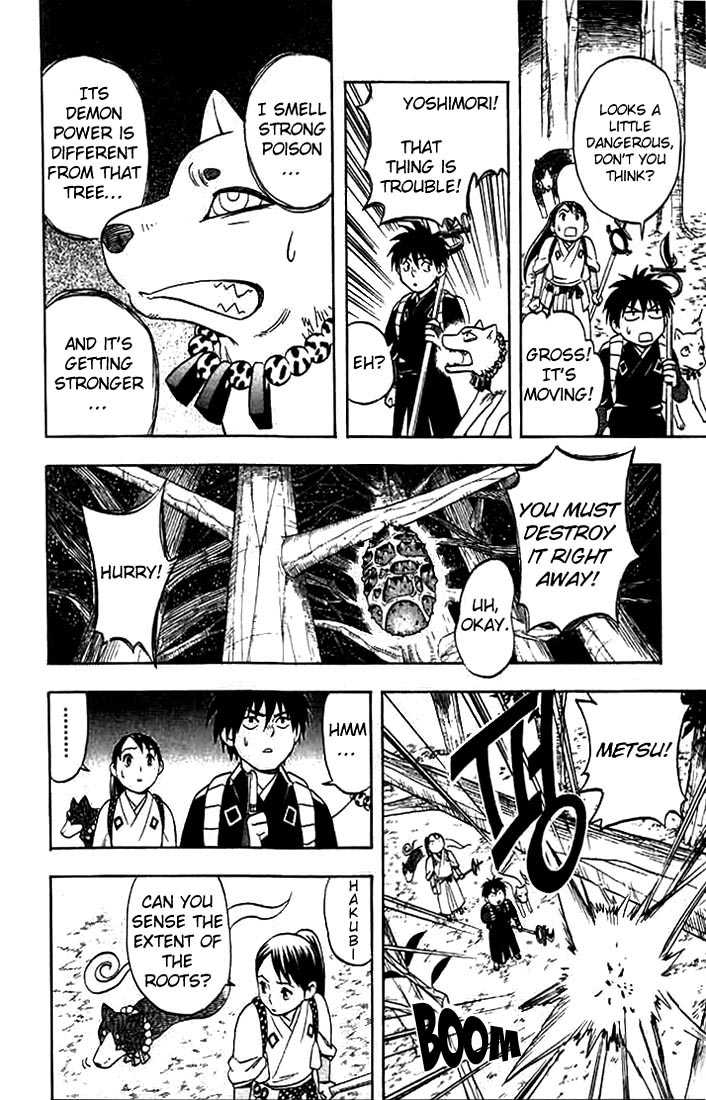 LOOKS A
LITTLE
DANGEROUS,
DON'T YOU
THINK?
GROSS!
IT'S
MOVING!
YOSHIMORI!
THAT
THING IS
TROUBLE!
EH?
I SMELL
STRONG
POISON
...
ITS
DEMON
POWER IS
DIFFERENT
FROM THAT
TREE...
AND IT'S
GETTING
STRONGER
...
YOU MUST
DESTROY
IT RIGHT
AWAY!
UH,
OKAY.
HURRY!
METSU!
THO
BOOM
HMM
...
........
HAKUBI
CAN YOU
SENSE THE
EXTENT OF
THE
ROOTS?